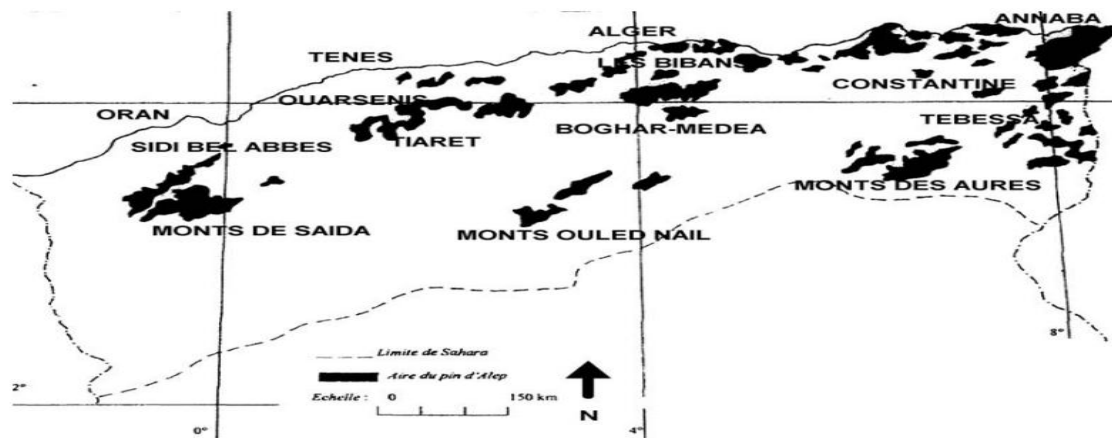 ANNABA
ALGER
TENES
LES BIBANS
CONSTANTINE
OUARSENIS
ORAN
TEBESSA
BOGHAR-MEDEA
TIARET
SIDI BEL ABBES
MONTS DES AURES
MONTS DE SAIDA
MONTS OULED NAIL
8°
Limite de Sahara
Aire du pin d'Alep
2°
Echelle : 0 150 km
N
0° 4°